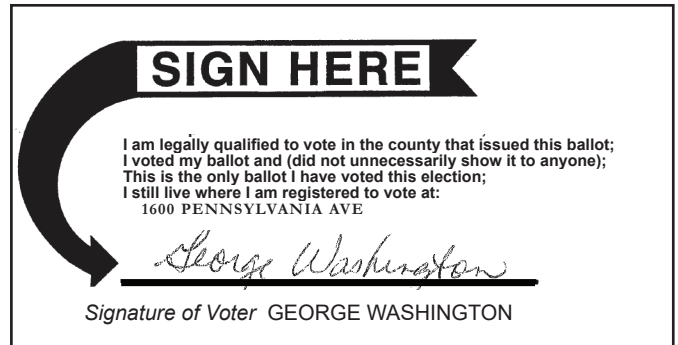 SIGN HERE
I am legally qualified to vote in the county that issued this ballot;
I voted my ballot and (did not unnecessarily show it to anyone);
This is the only ballot I have voted this election;
I still live where I am registered to vote at:
1600 PENNSYLVANIA AVE
George Washington
Signature of Voter GEORGE WASHINGTON